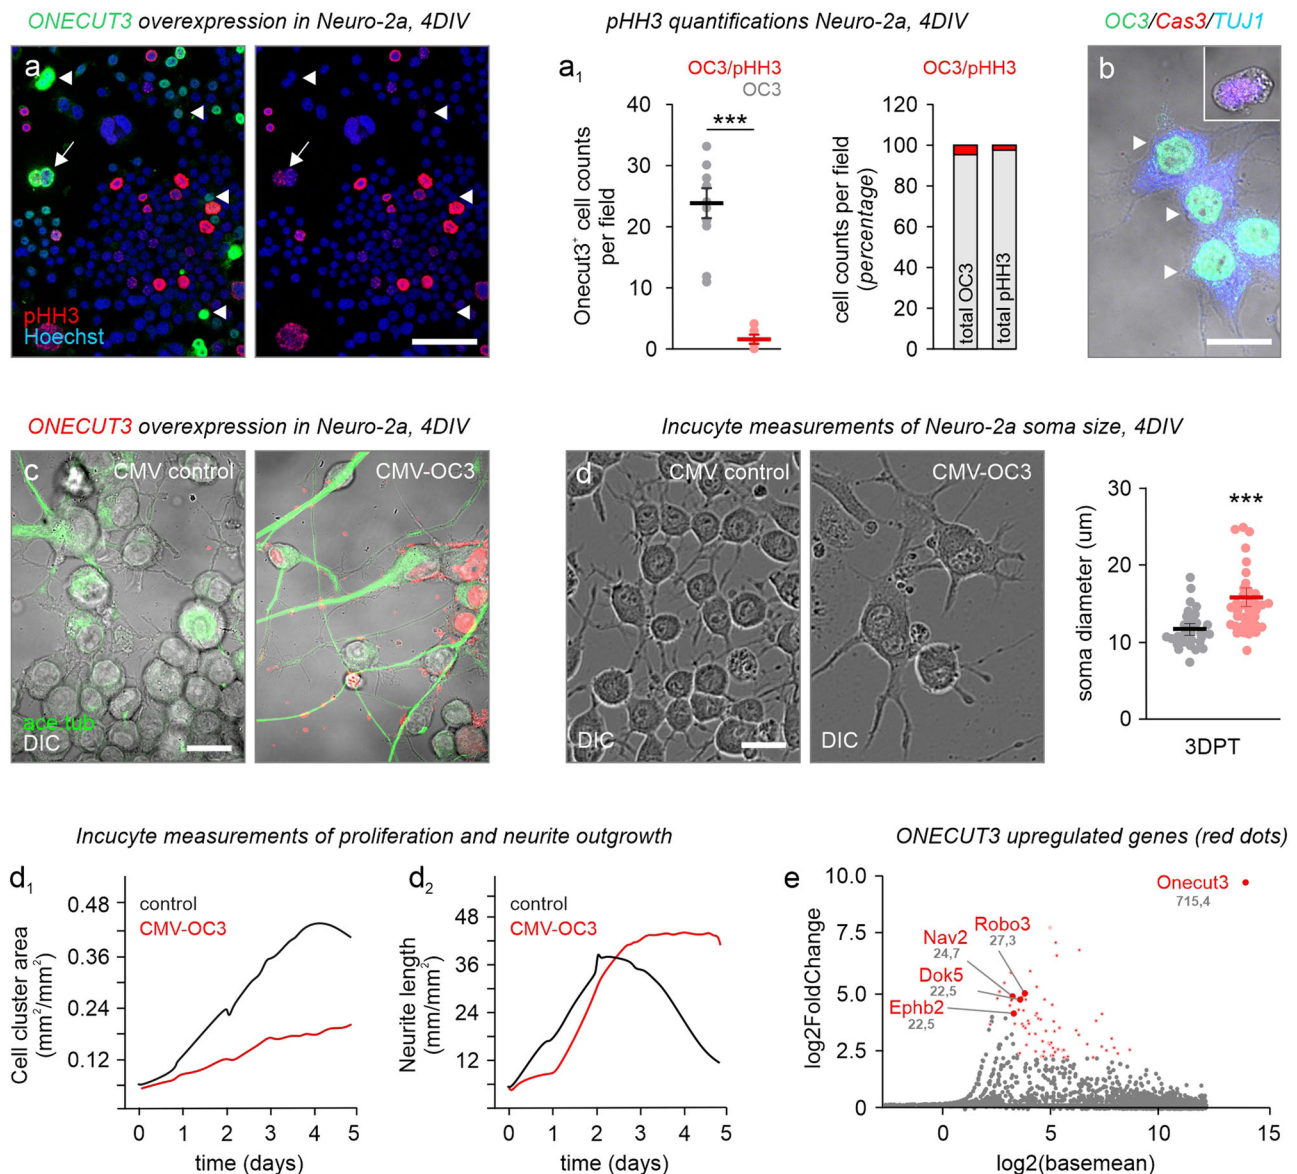 ONECUT3 overexpression in Neuro-2a, 4DIV
a
pHH3
Hoechst
pHH3 quantifications Neuro-2a, 4DIV
a1
OC3/pHH3
OC3
***
Onecut3+ cell counts
per field
40
30
20
10
0
OC3/pHH3
cell counts per field
(percentage)
120
100
80
60
40
20
0
total OC3
total pHH3
OC3/Cas3/TUJ1
b
ONECUT3 overexpression in Neuro-2a, 4DIV
c
CMV control
ace.tub
DIC
CMV-OC3
Incucyte measurements of Neuro-2a soma size, 4DIV
d
CMV control
DIC
CMV-OC3
DIC
soma diameter (um)
30
20
10
0
***
3DPT
Incucyte measurements of proliferation and neurite outgrowth
d1
control
CMV-OC3
Cell cluster area
(mm2/mm2)
0.48
0.36
0.24
0.12
0 1 2 3 4 5
time (days)
d2
control
CMV-OC3
Neurite length
(mm/mm2)
48
36
24
12
0 1 2 3 4 5
time (days)
ONECUT3 upregulated genes (red dots)
e
log2FoldChange
10.0
7.5
5.0
2.5
0
Onecut3
715,4
Robo3
27,3
Nav2
24,7
Dok5
22,5
Ephb2
22,5
0 5 10 15
log2(basemean)